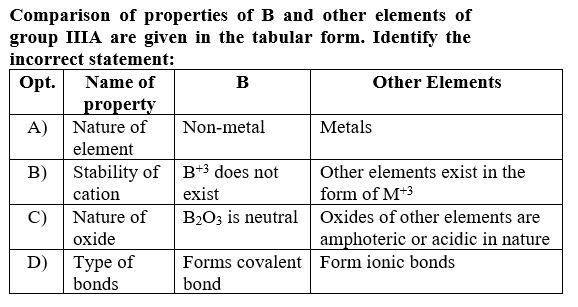 Comparison of properties of B and other elements of
group IIIA are given in the tabular form. Identify the
incorrect statement:
Opt. Name of property B Other Elements
A) Nature of element Non-metal Metals
B) Stability of cation B+3 does not exist Other elements exist in the form of M+3
C) Nature of oxide B2O3 is neutral Oxides of other elements are amphoteric or acidic in nature
D) Type of bonds Forms covalent bond Form ionic bonds